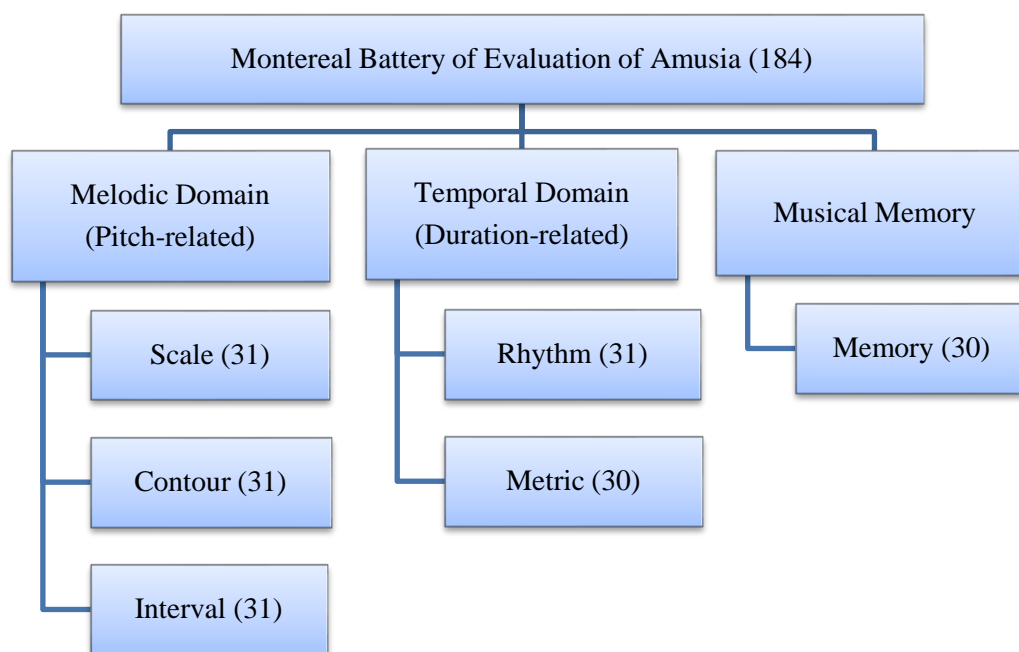 Montereal Battery of Evaluation of Amusia (184)
Melodic Domain
(Pitch-related)
Scale (31)
Contour (31)
Interval (31)
Temporal Domain
(Duration-related)
Rhythm (31)
Metric (30)
Musical Memory
Memory (30)